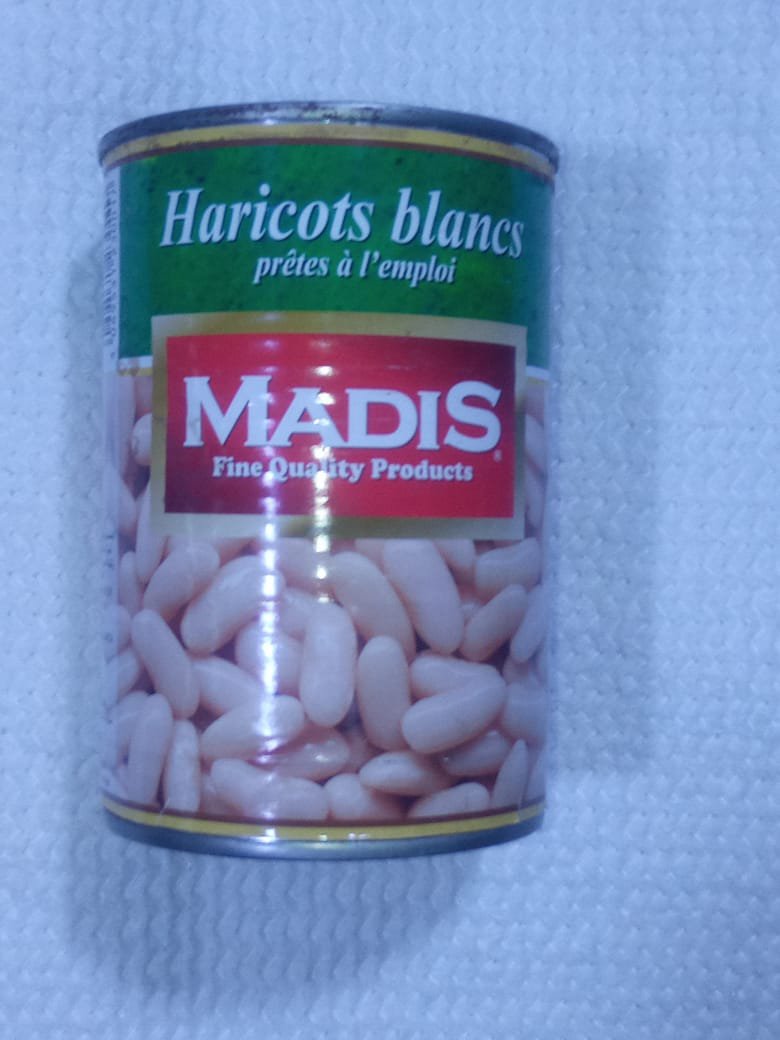 Haricots blancs
prêtes à l'emploi
MADIS
Fine Quality Products
®